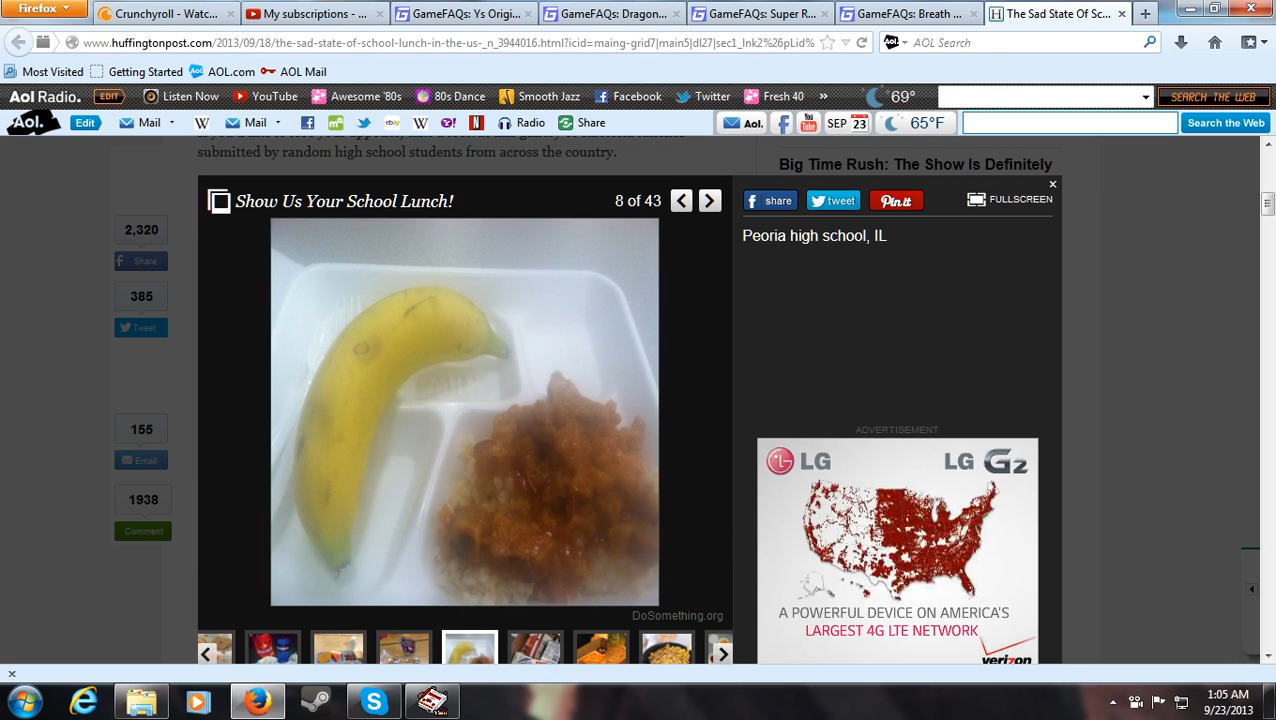 Firefox
Crunchyroll - Watc...
My subscriptions - ...
GameFAQs: Ys Origi...
GameFAQs: Dragon...
GameFAQs: Super R...
GameFAQs: Breath ...
The Sad State Of Sc...
www.huffingtonpost.com/2013/09/18/the-sad-state-of-school-lunch-in-the-us-_n_3944016.html?icid=maing-grid7|main5|dl27|sec1_lnk2%26pLid%
AOL Search
Most Visited
Getting Started
AOL.com
AOL Mail
Aol Radio.
EDIT
Listen Now
YouTube
Awesome '80s
80s Dance
Smooth Jazz
Facebook
Twitter
Fresh 40
69°
SEARCH THE WEB
Aol.
Edit
Mail
Mail
Radio
Share
Aol.
SEP 23
65°F
Search the Web
submitted by random high school students from across the country.
Big Time Rush: The Show Is Definitely
Show Us Your School Lunch!
8 of 43
share
tweet
Pin it
FULLSCREEN
Peoria high school, IL
2,320
Share
385
Tweet
155
Email
1938
Comment
DoSomething.org
ADVERTISEMENT
LG
LG G2
A POWERFUL DEVICE ON AMERICA'S
LARGEST 4G LTE NETWORK
verizon
1:05 AM
9/23/2013